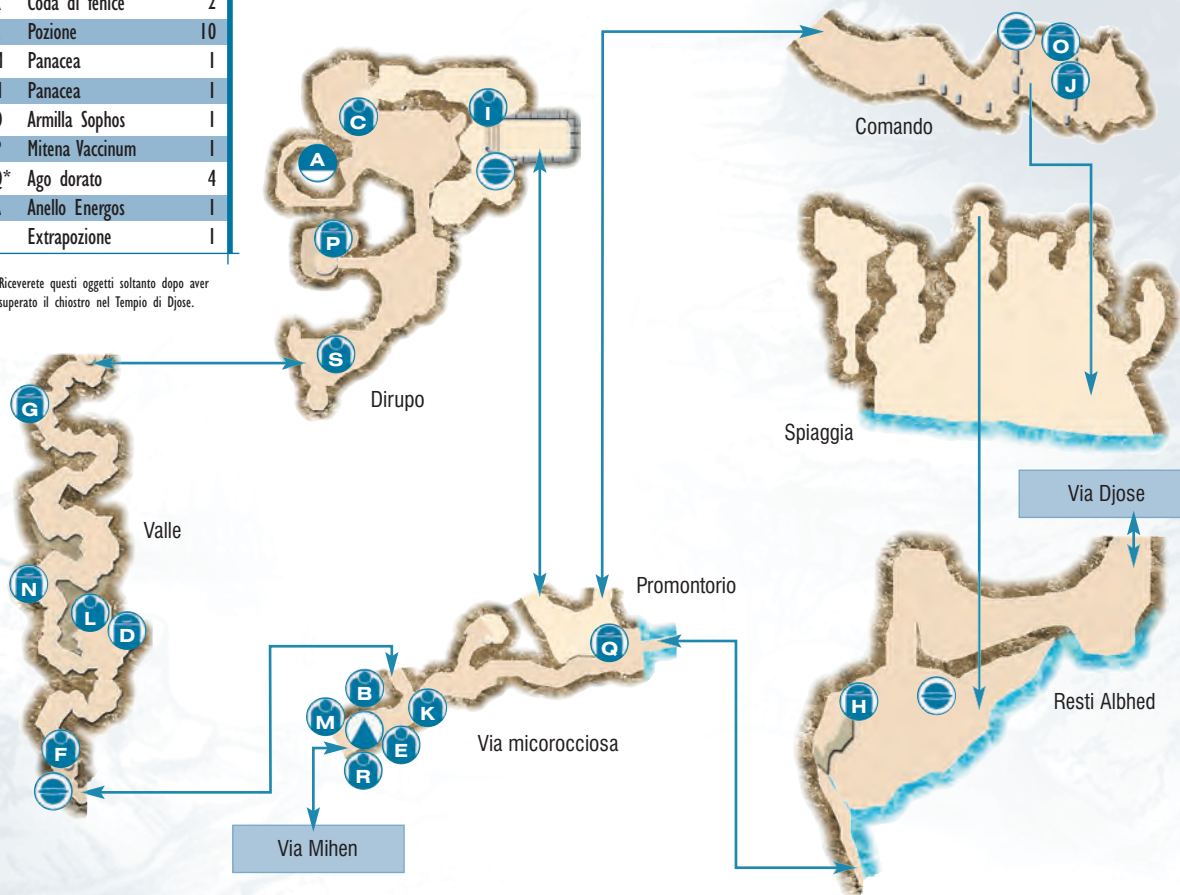 Coda di fenice 2
Pozione 10
Panacea 1
Panacea 1
Armilla Sophos 1
Mitena Vaccinum 1
Q* Ago dorato 4
Anello Energos 1
Extrapozione 1
Riceverete questi oggetti soltanto dopo aver
superato il chiostro nel Tempio di Djose.
C
I
A
P
S
Dirupo
O
J
Comando
Spiaggia
Via Djose
G
Valle
N
L
D
F
Promontorio
Q
B
M
K
E
R
Via micorocciosa
Via Mihen
H
Resti Albhed